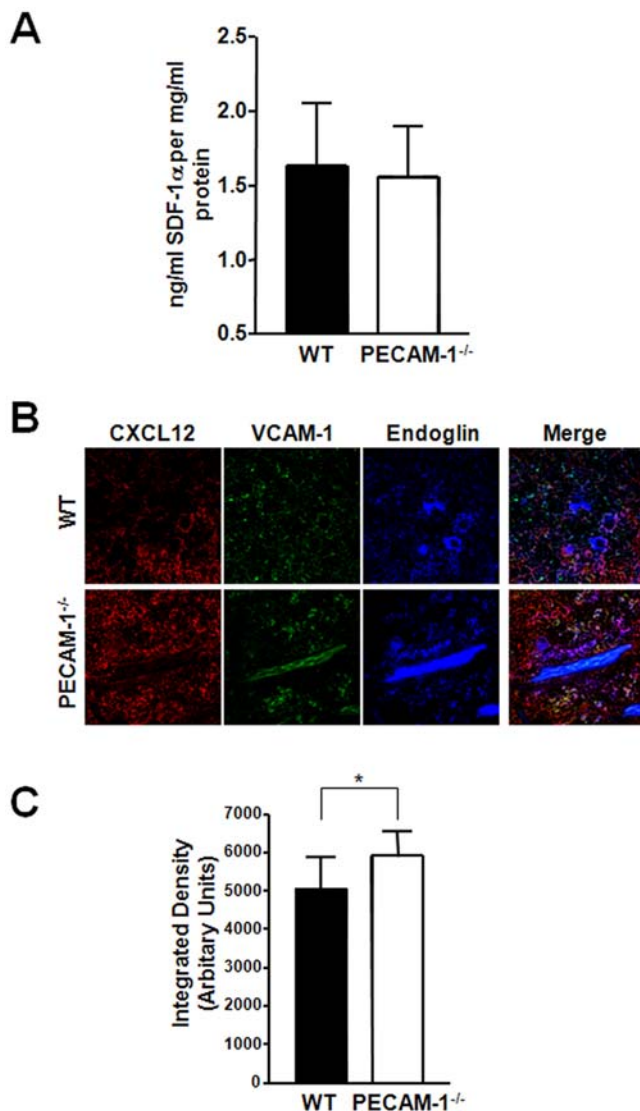 A
ng/ml SDF-1α per mg/ml
protein
2.5
2.0
1.5
1.0
0.5
WT
PECAM-1-/-
B
CXCL12
VCAM-1
Endoglin
Merge
WT
PECAM-1-/-
C
*
Integrated Density
(Arbitary Units)
7000
6000
5000
4000
3000
2000
1000
0
WT
PECAM-1-/-